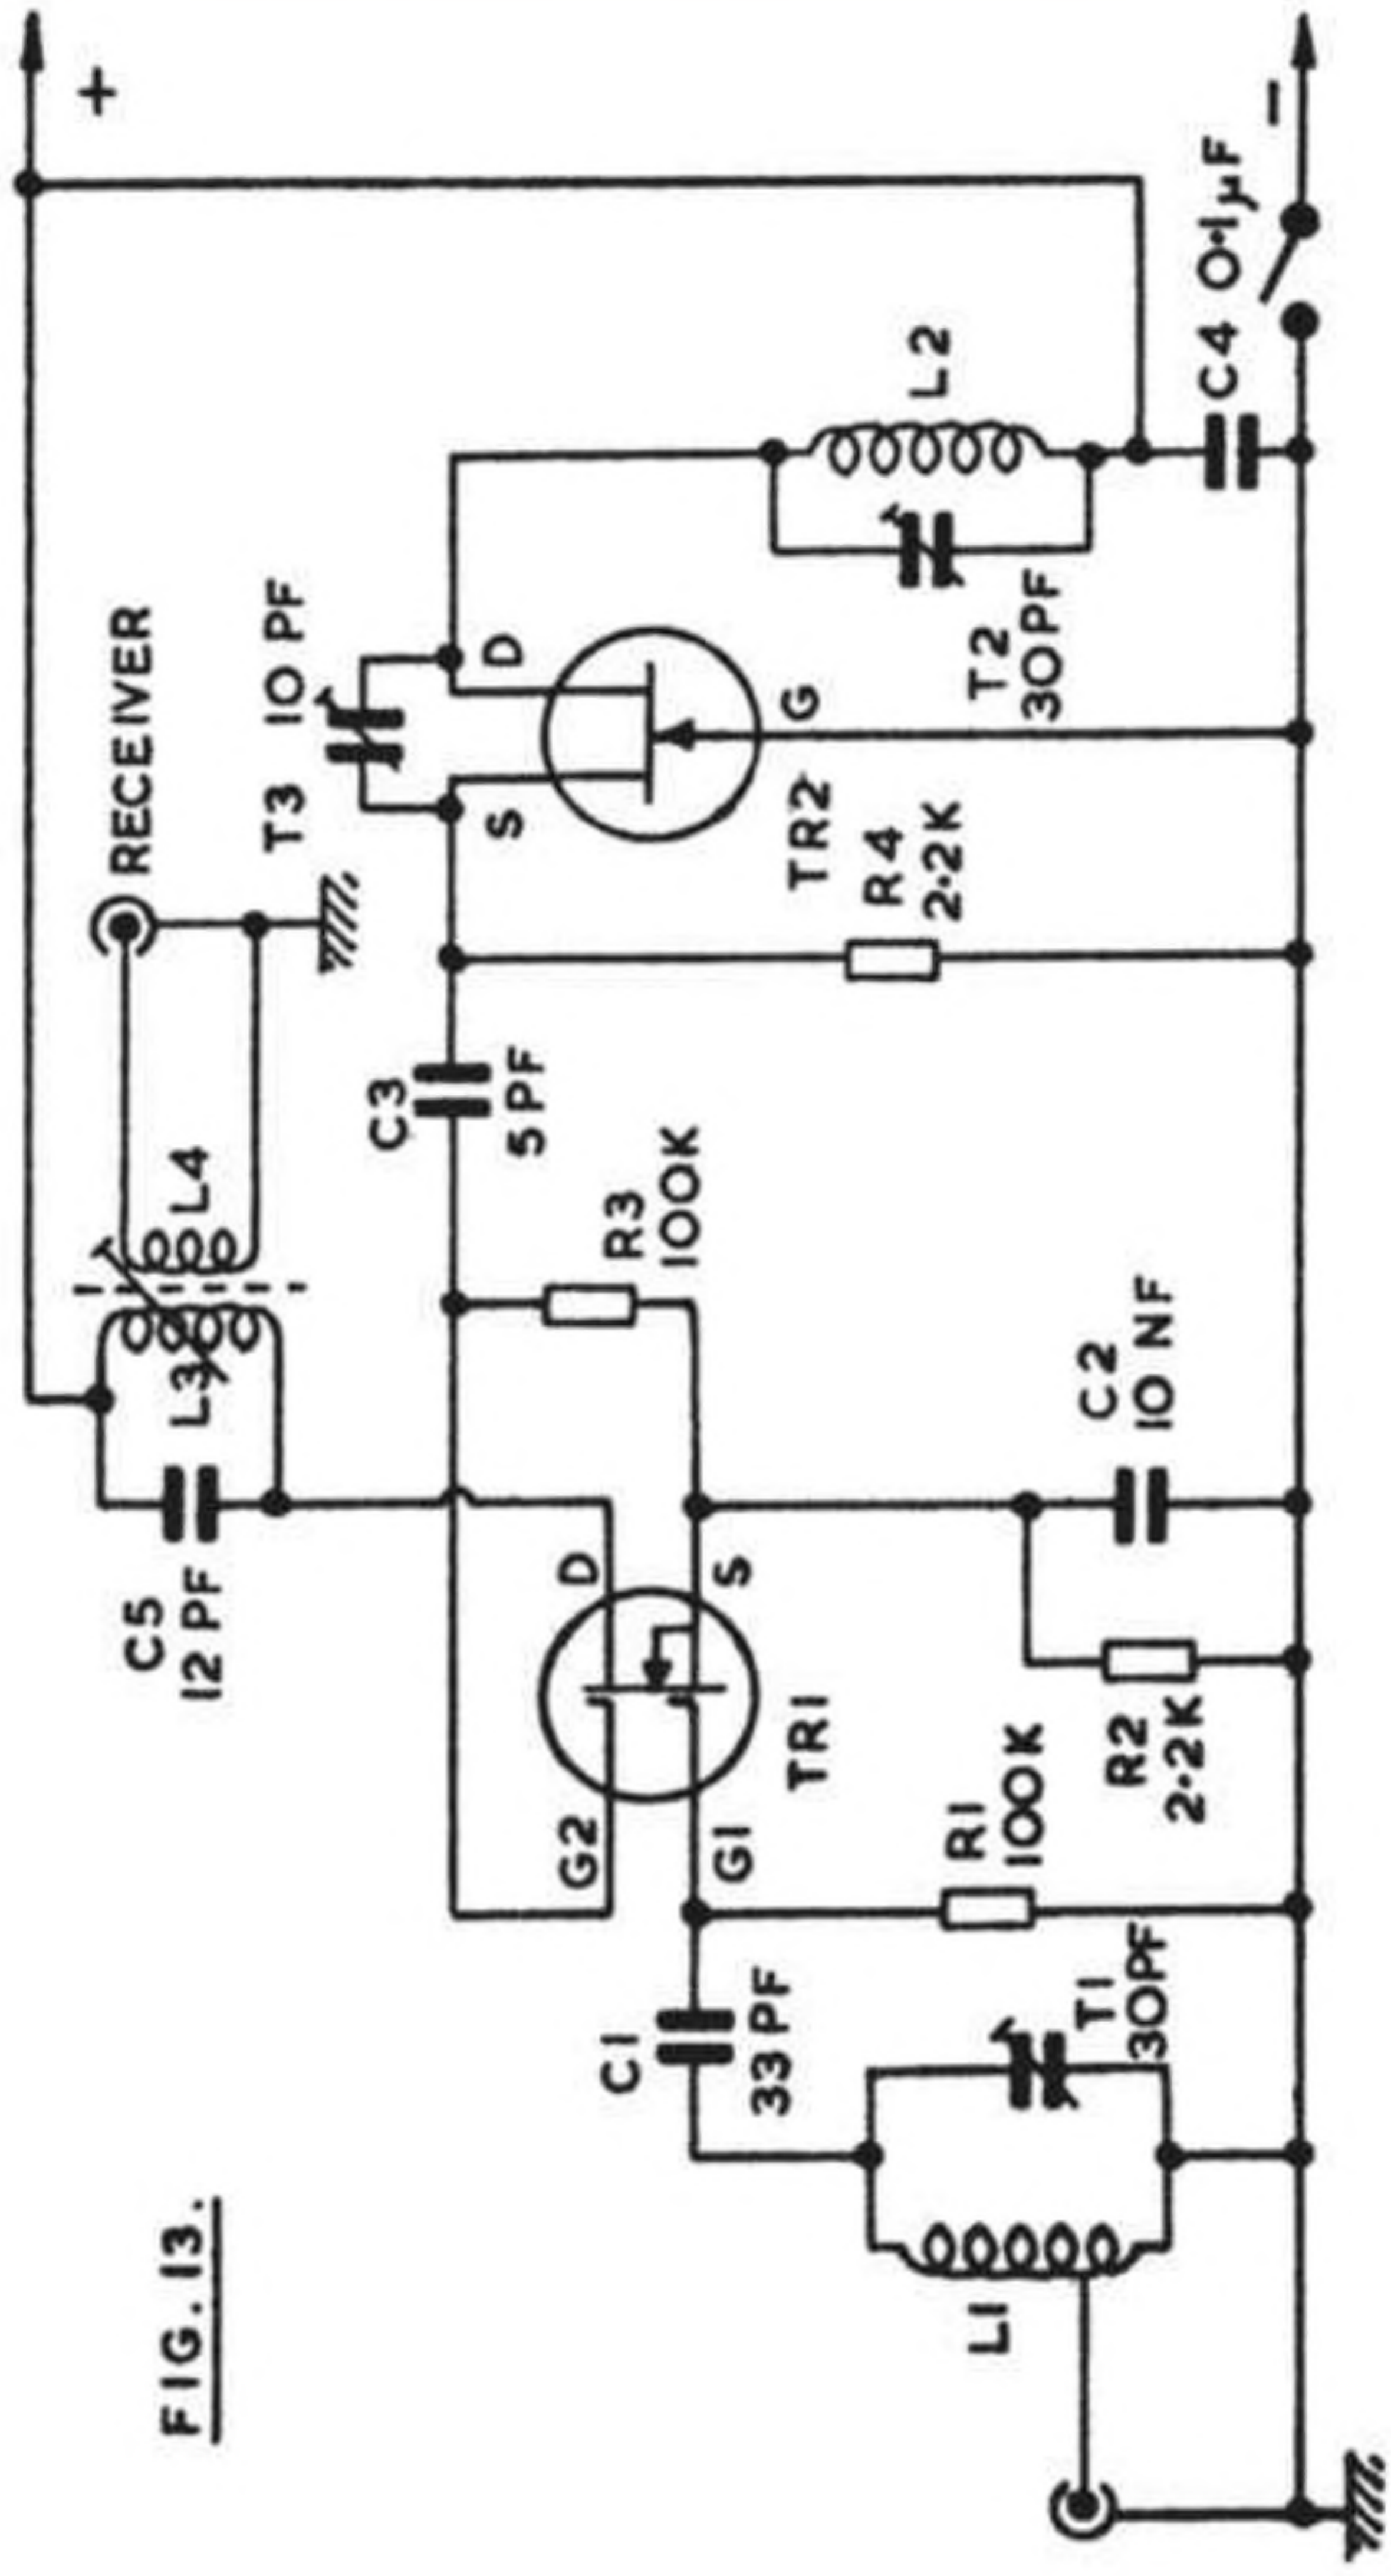 FIG. 13.
+
RECEIVER
L4
L3
C5
12 PF
T3 10 PF
C3
5 PF
D
S
G
TR2
R3
100K
G2
D
G1
S
TR1
C1
33 PF
L2
T2
30PF
R4
2·2K
L1
T1
30PF
R1
100K
R2
2·2K
C2
10 NF
C4 0·1µF
−